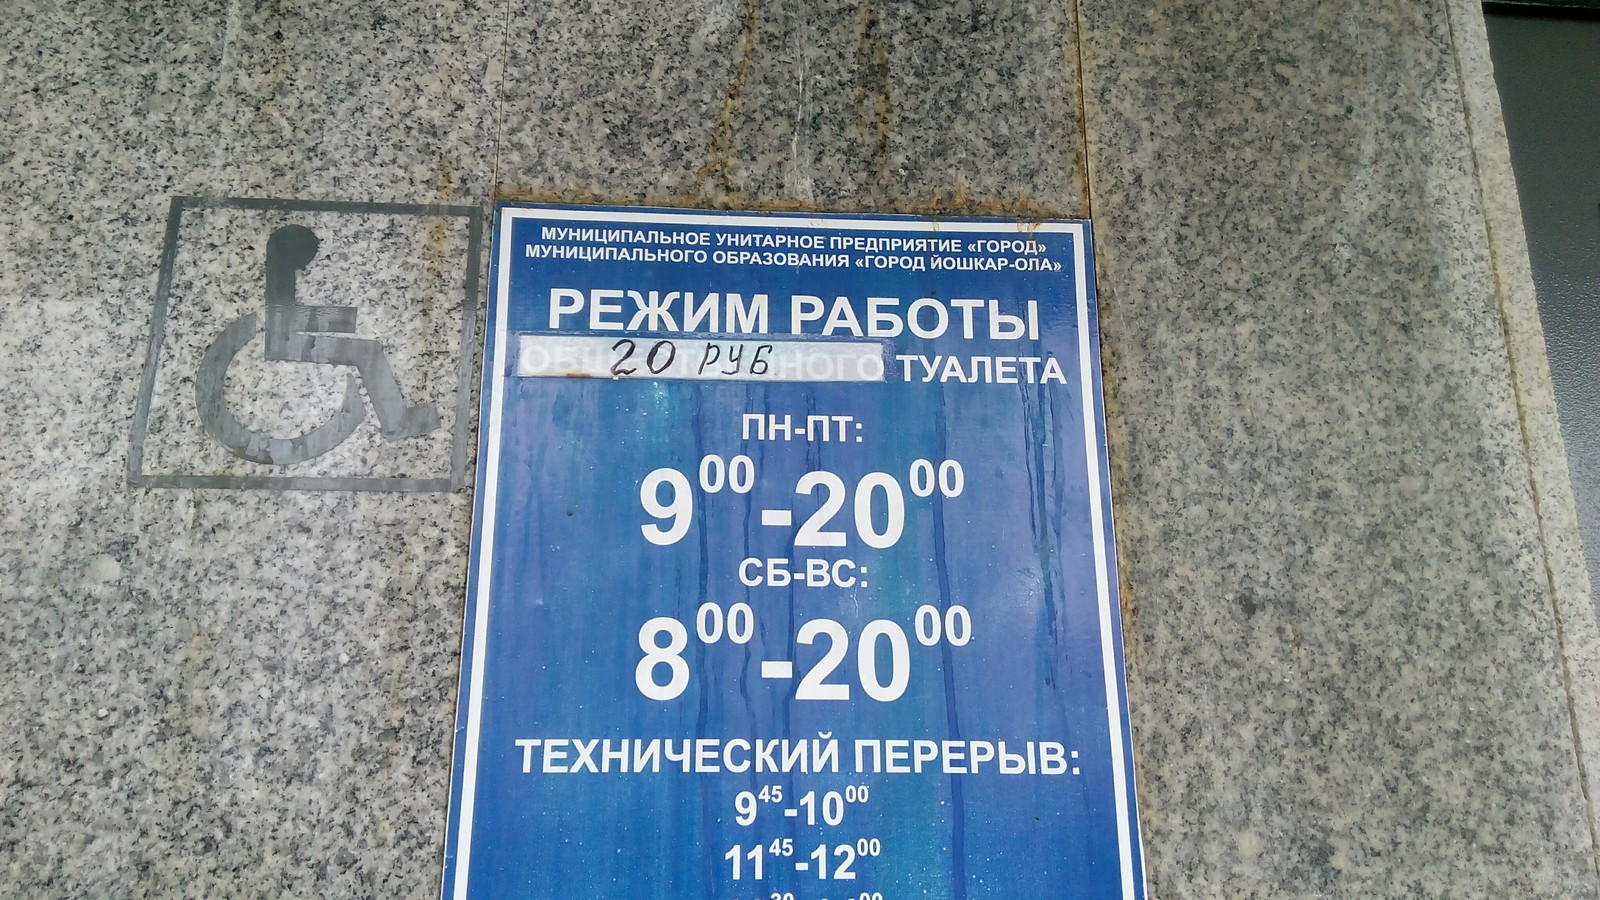 МУНИЦИПАЛЬНОЕ УНИТАРНОЕ ПРЕДПРИЯТИЕ «ГОРОД»
МУНИЦИПАЛЬНОГО ОБРАЗОВАНИЯ «ГОРОД ЙОШКАР-ОЛА»
РЕЖИМ РАБОТЫ
20 РУБ ТУАЛЕТА
ПН-ПТ:
9⁰⁰-20⁰⁰
СБ-ВС:
8⁰⁰-20⁰⁰
ТЕХНИЧЕСКИЙ ПЕРЕРЫВ:
9⁴⁵-10⁰⁰
11⁴⁵-12⁰⁰